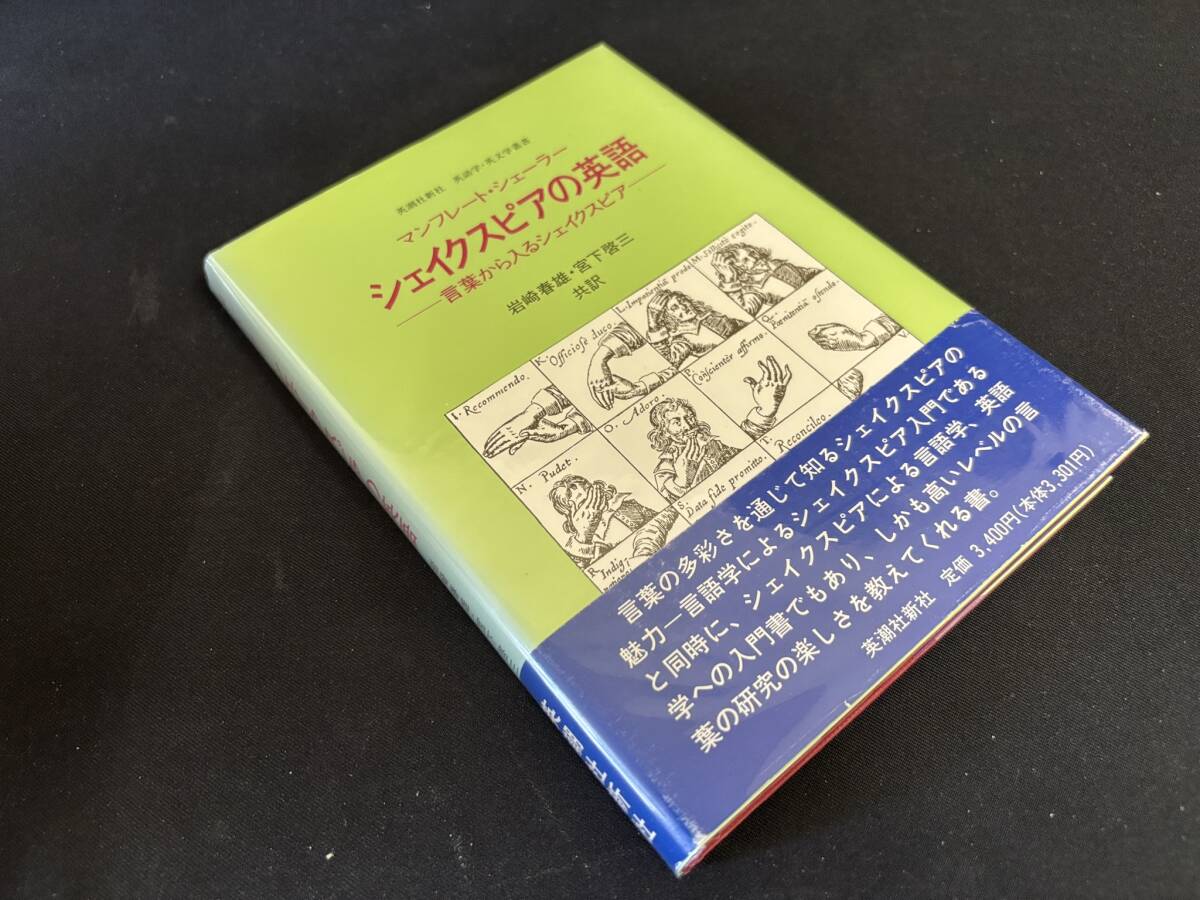 英潮社新社 英語学・英文学叢書
マンフレート・シェーラー
シェイクスピアの英語
——言葉から入るシェイクスピア——
岩崎春雄・宮下啓三
共訳
I. Recommendo.
K. Officiosè duco.
L. Impatientiâ prodo.
N. Pudet.
O. Adoro.
P. Conscienter affirmo.
Q. Pœnitentia ostendo.
R. Indig
S. Data fide promitto.
T. Reconcileo
言葉の多彩さを通じて知るシェイクスピアの
魅力―言語学によるシェイクスピア入門である
と同時に、シェイクスピアによる言語学、英語
学への入門書でもあり、しかも高いレベルの言
葉の研究の楽しさを教えてくれる書。
英潮社新社 定価 3,400円(本体3,301円)
英潮社新社